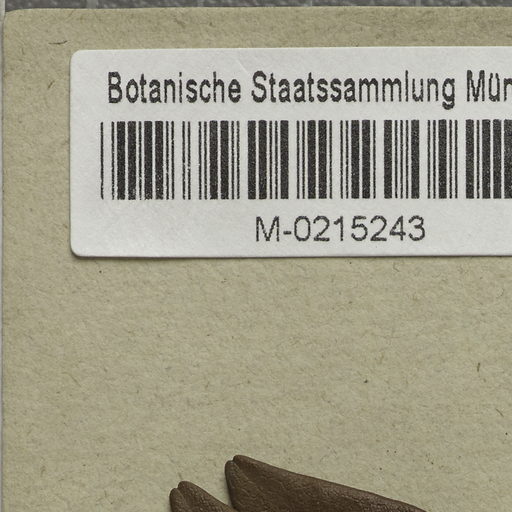 Botanische Staatssammlung Mün
M-0215243